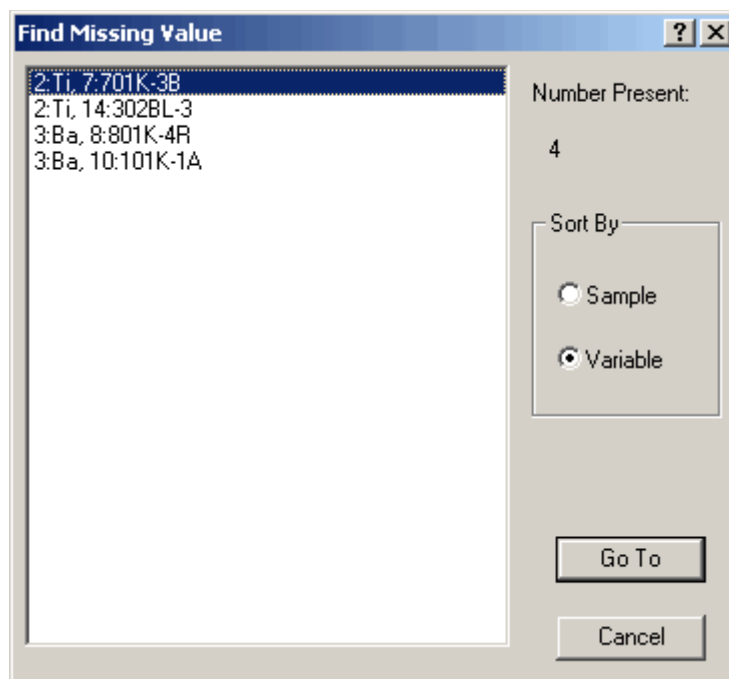 Find Missing Value
?
2:Ti, 7:701K-3B
2:Ti, 14:302BL-3
3:Ba, 8:801K-4R
3:Ba, 10:101K-1A
Number Present:
4
Sort By
Sample
Variable
Go To
Cancel